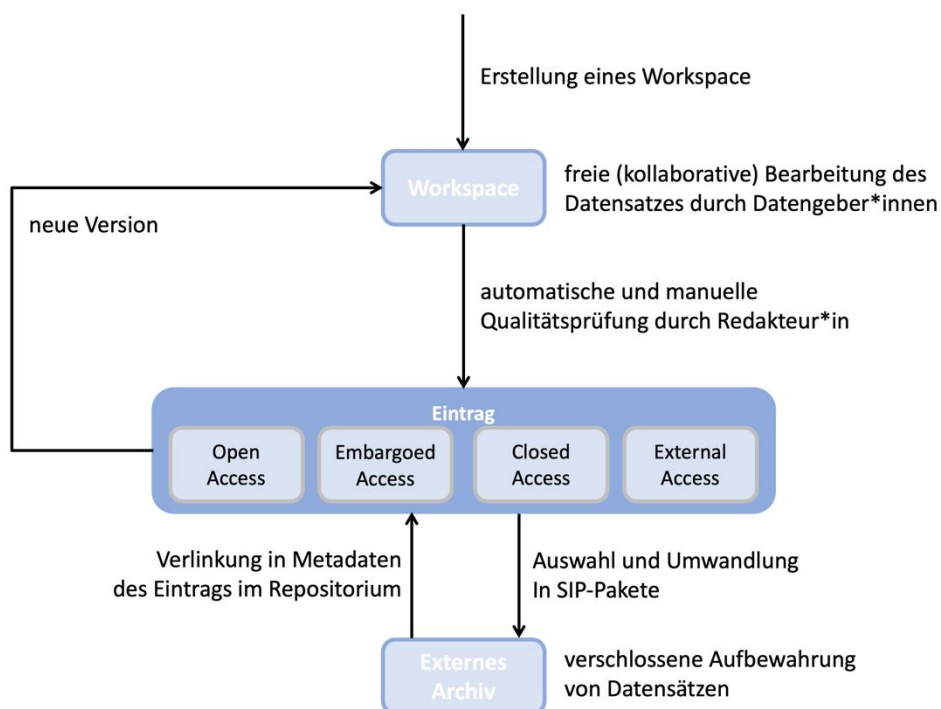 Erstellung eines Workspace
Workspace
freie (kollaborative) Bearbeitung des
Datensatzes durch Datengeber*innen
neue Version
automatische und manuelle
Qualitätsprüfung durch Redakteur*in
Eintrag
Open
Access
Embargoed
Access
Closed
Access
External
Access
Verlinkung in Metadaten
des Eintrags im Repositorium
Auswahl und Umwandlung
In SIP-Pakete
Externes
Archiv
verschlossene Aufbewahrung
von Datensätzen